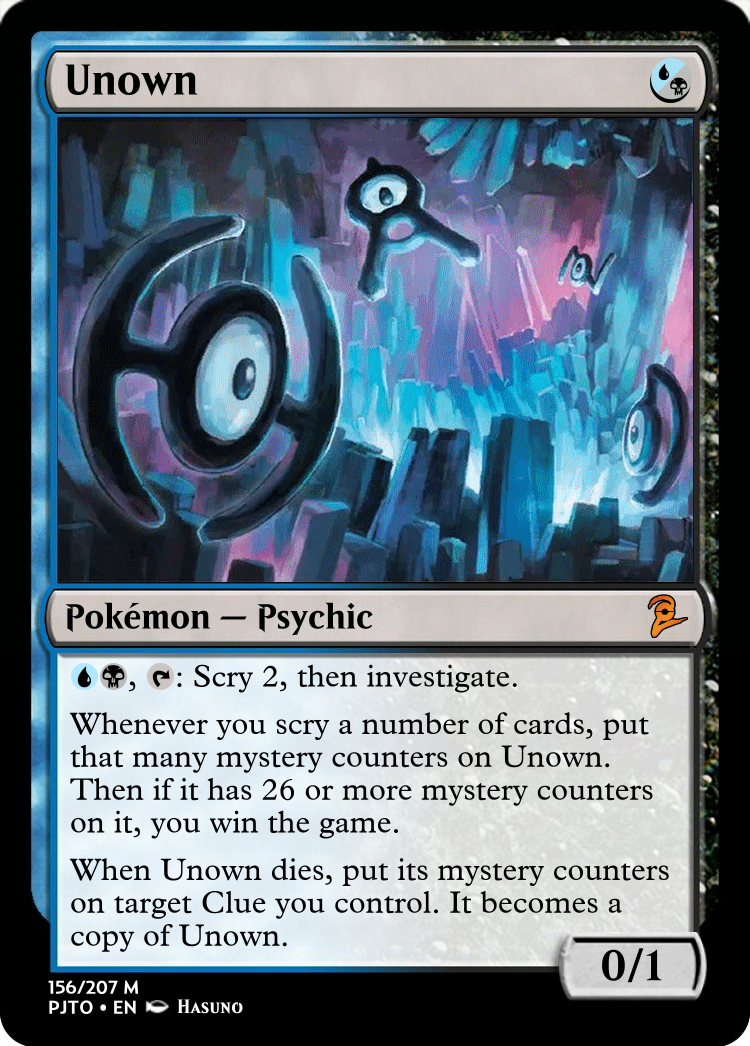 Unown
Pokémon — Psychic
, : Scry 2, then investigate.
Whenever you scry a number of cards, put
that many mystery counters on Unown.
Then if it has 26 or more mystery counters
on it, you win the game.
When Unown dies, put its mystery counters
on target Clue you control. It becomes a
copy of Unown.
0/1
156/207 M
PJTO • EN Hasuno